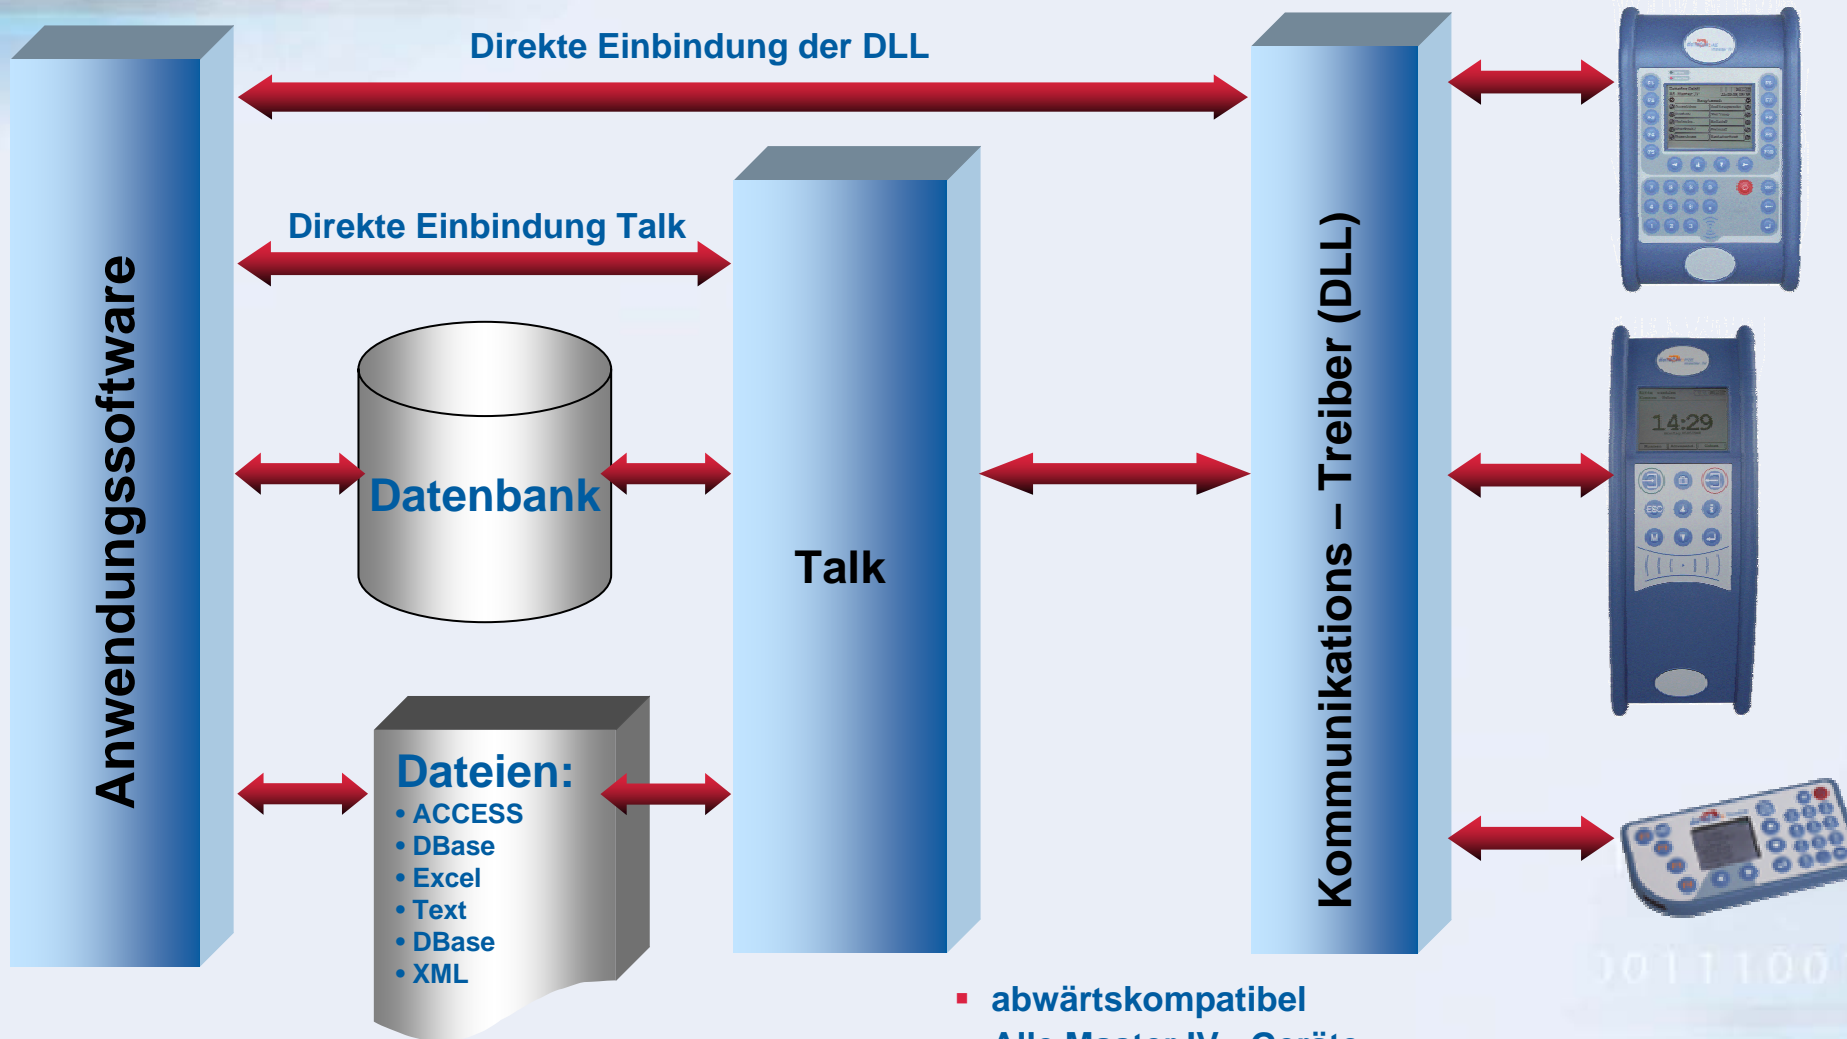 Direkte Einbindung der DLL
Direkte Einbindung Talk
Anwendungssoftware
Datenbank
Dateien:
• ACCESS
• DBase
• Excel
• Text
• DBase
• XML
Talk
Kommunikations – Treiber (DLL)
14:29
ESC
▪ abwärtskompatibel